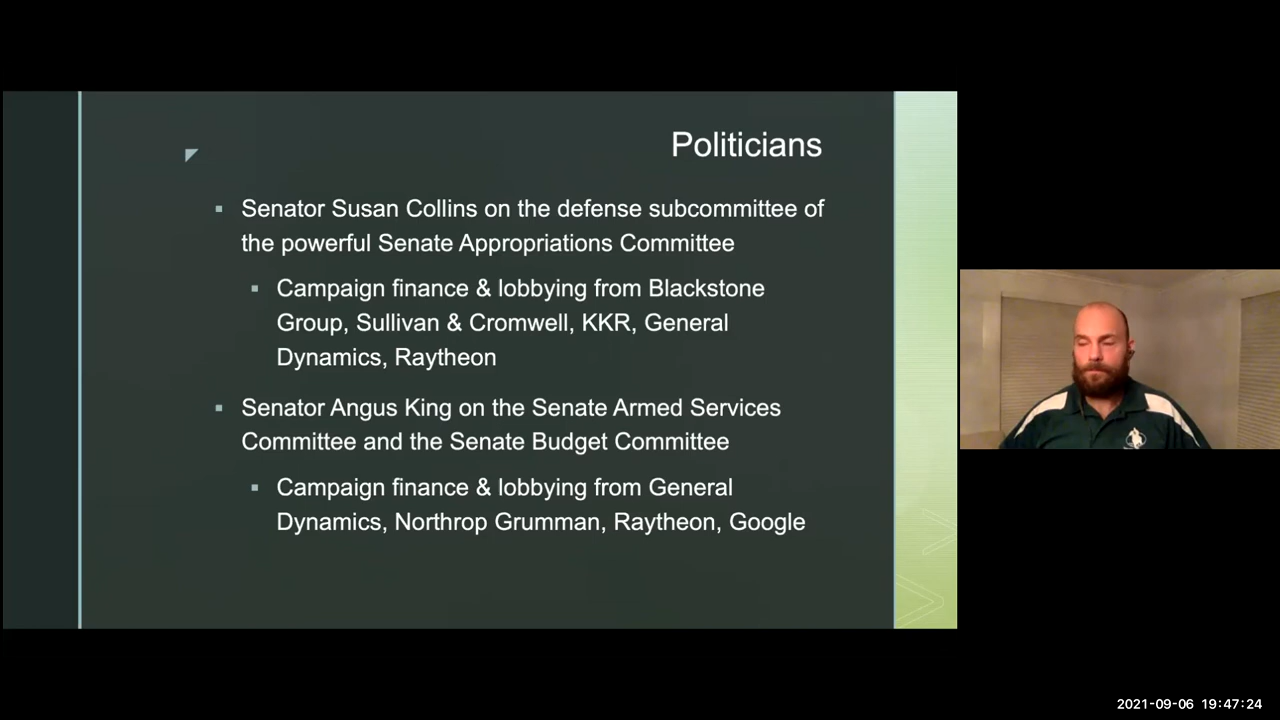 Politicians
Senator Susan Collins on the defense subcommittee of
the powerful Senate Appropriations Committee
Campaign finance & lobbying from Blackstone
Group, Sullivan & Cromwell, KKR, General
Dynamics, Raytheon
Senator Angus King on the Senate Armed Services
Committee and the Senate Budget Committee
Campaign finance & lobbying from General
Dynamics, Northrop Grumman, Raytheon, Google
2021-09-06 19:47:24